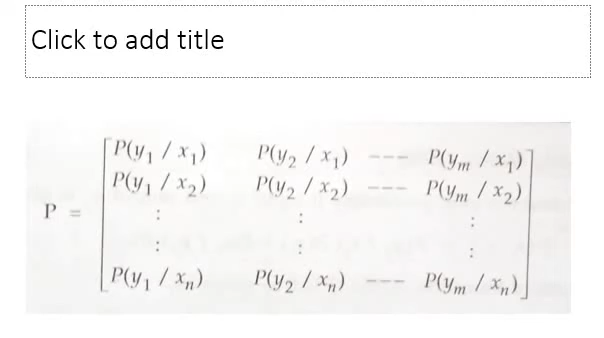 Click to add title
P(y₁ / x₁) P(y₂ / x₁) --- P(yₘ / x₁)
P(y₁ / x₂) P(y₂ / x₂) --- P(yₘ / x₂)
P =
: : :
: : :
P(y₁ / xₙ) P(y₂ / xₙ) --- P(yₘ / xₙ)